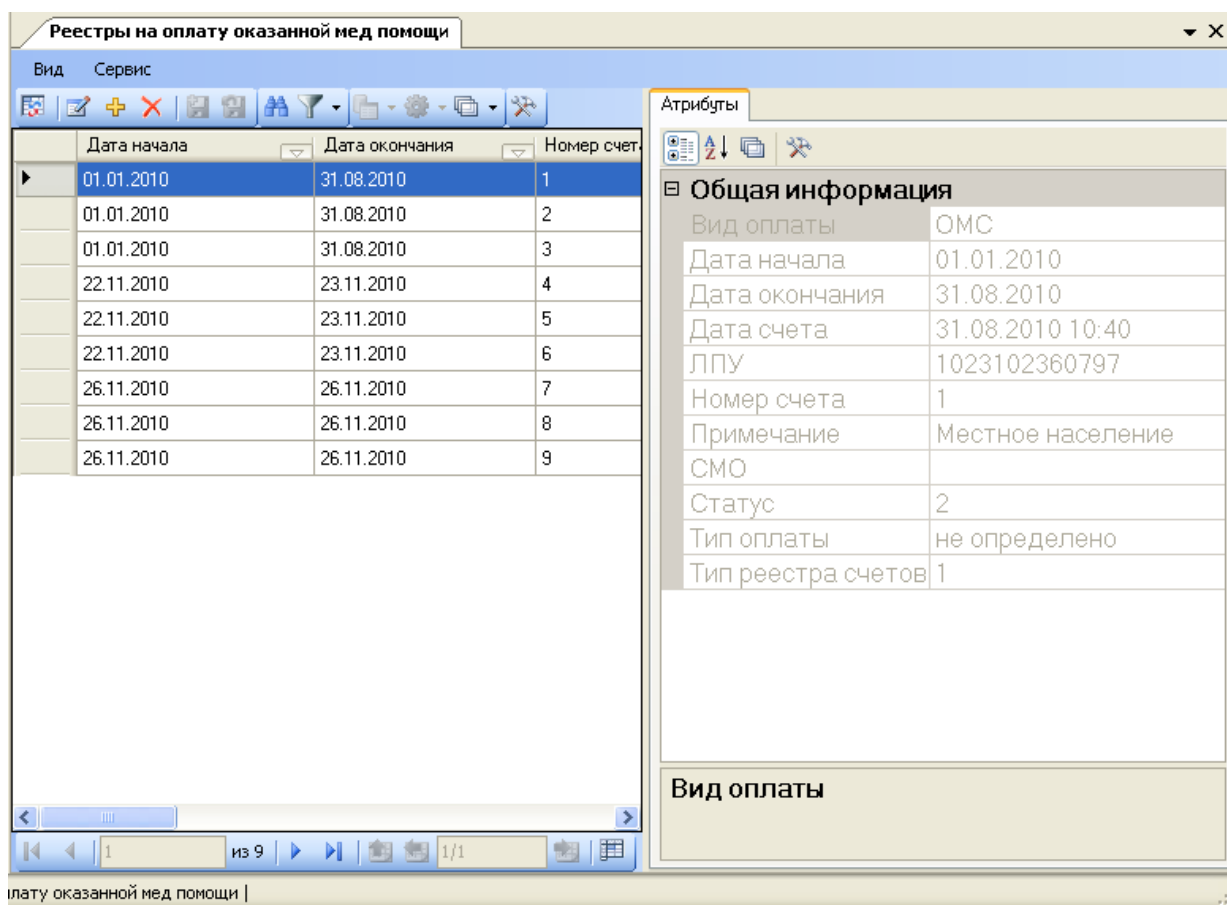 Реестры на оплату оказанной мед помощи
Вид Сервис
Дата начала Дата окончания Номер счет
01.01.2010 31.08.2010 1
01.01.2010 31.08.2010 2
01.01.2010 31.08.2010 3
22.11.2010 23.11.2010 4
22.11.2010 23.11.2010 5
22.11.2010 23.11.2010 6
26.11.2010 26.11.2010 7
26.11.2010 26.11.2010 8
26.11.2010 26.11.2010 9
1 из 9 1/1
Атрибуты
Общая информация
Вид оплаты ОМС
Дата начала 01.01.2010
Дата окончания 31.08.2010
Дата счета 31.08.2010 10:40
ЛПУ 1023102360797
Номер счета 1
Примечание Местное население
СМО
Статус 2
Тип оплаты не определено
Тип реестра счетов 1
Вид оплаты
плату оказанной мед помощи |